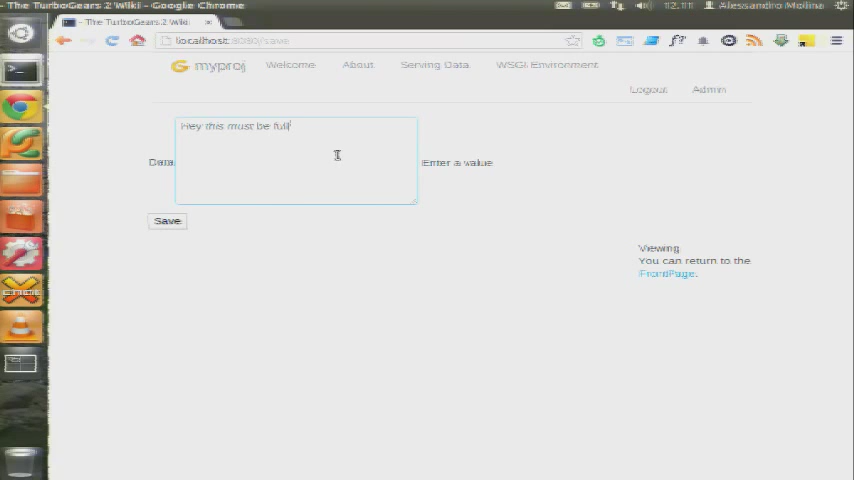 - The TurboGears 2 Wiki - Google Chrome
12:11
Alessandro Molina
- The TurboGears 2 Wiki
localhost:8080/save
f?
myproj
Welcome
About
Serving Data
WSGI Environment
Logout
Admin
Hey this must be full
Data
Enter a value
Save
Viewing
You can return to the
FrontPage.